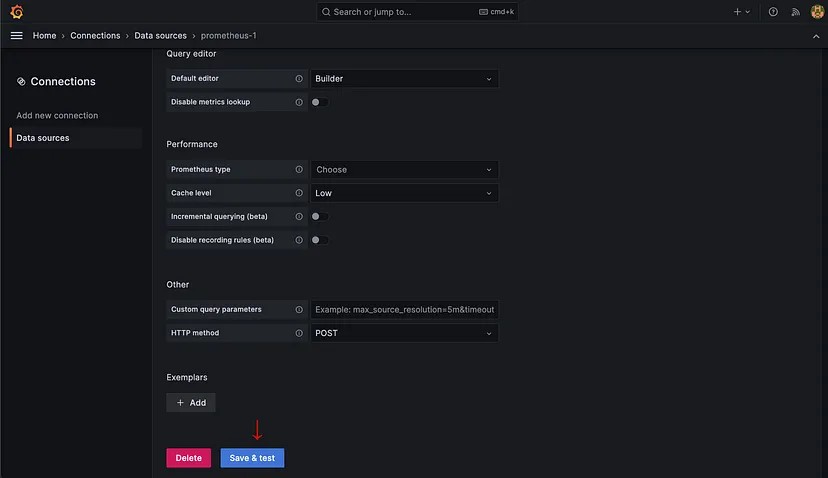 Search or jump to... cmd+k
Home › Connections › Data sources › prometheus-1
Connections
Add new connection
Data sources
Query editor
Default editor Builder
Disable metrics lookup
Performance
Prometheus type Choose
Cache level Low
Incremental querying (beta)
Disable recording rules (beta)
Other
Custom query parameters Example: max_source_resolution=5m&timeout
HTTP method POST
Exemplars
+ Add
Delete Save & test